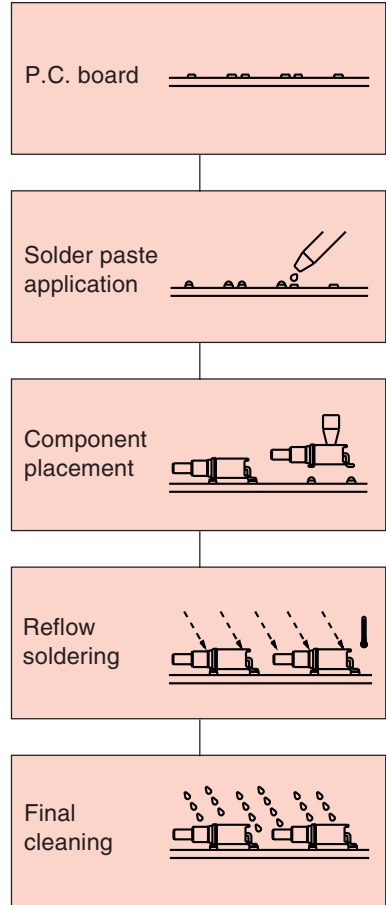 P.C. board
Solder paste
application
Component
placement
Reflow
soldering
Final
cleaning